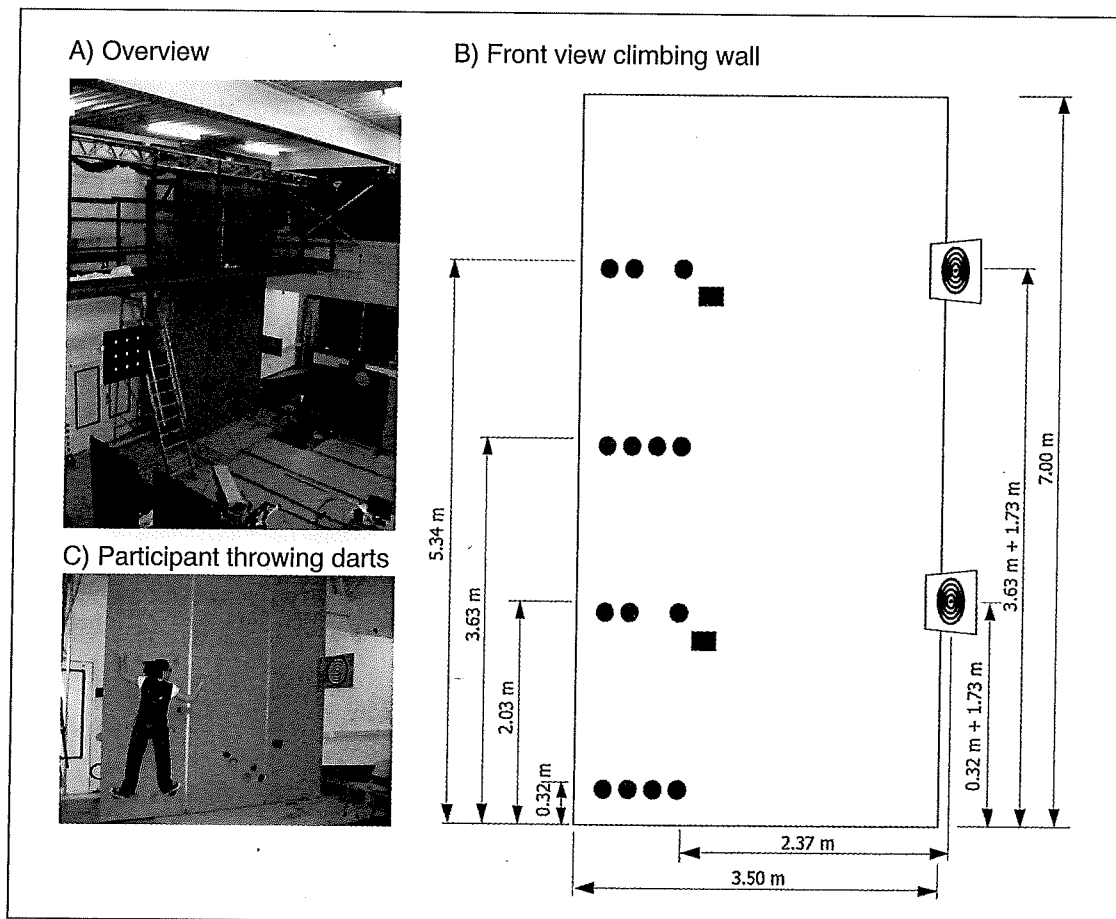 A) Overview
B) Front view climbing wall
C) Participant throwing darts
5.34 m
3.63 m
2.03 m
0.32 m
7.00 m
3.63 m + 1.73 m
0.32 m + 1.73 m
2.37 m
3.50 m